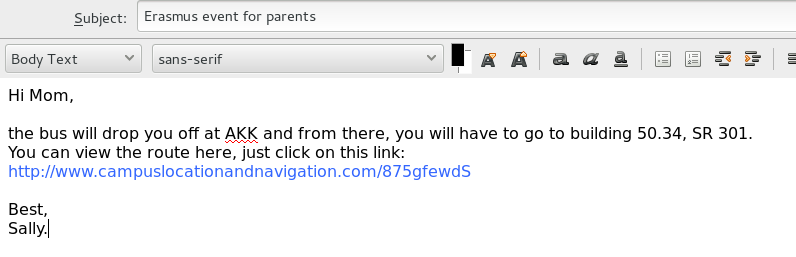 Subject: Erasmus event for parents
Body Text sans-serif
Hi Mom,
the bus will drop you off at AKK and from there, you will have to go to building 50.34, SR 301.
You can view the route here, just click on this link:
http://www.campuslocationandnavigation.com/875gfewdS
Best,
Sally.